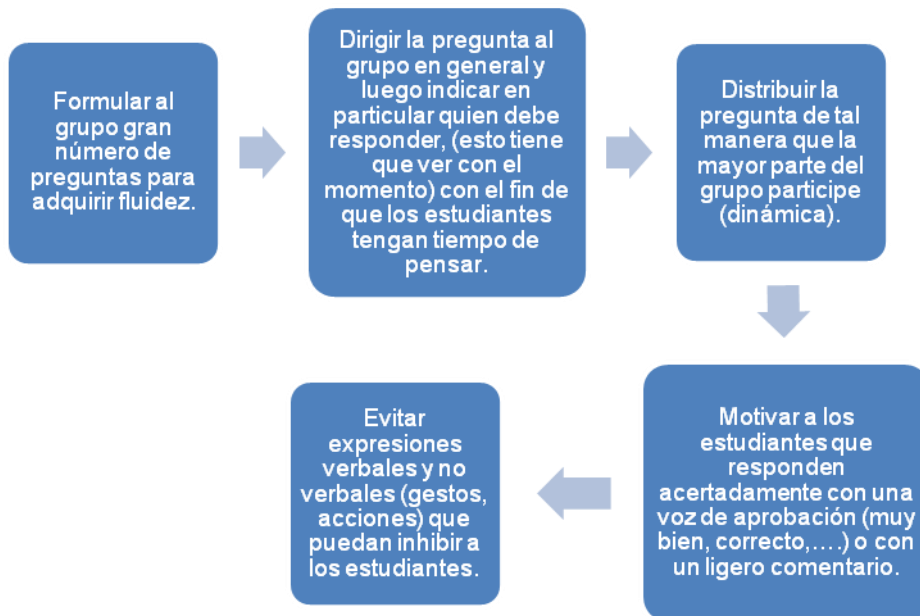 Formular al
grupo gran
número de
preguntas para
adquirir fluidez.
Dirigir la pregunta al
grupo en general y
luego indicar en
particular quien debe
responder, (esto tiene
que ver con el
momento) con el fin de
que los estudiantes
tengan tiempo de
pensar.
Distribuir la
pregunta de tal
manera que la
mayor parte del
grupo participe
(dinámica).
Motivar a los
estudiantes que
responden
acertadamente con una
voz de aprobación (muy
bien, correcto,....) o con
un ligero comentario.
Evitar
expresiones
verbales y no
verbales (gestos,
acciones) que
puedan inhibir a
los estudiantes.